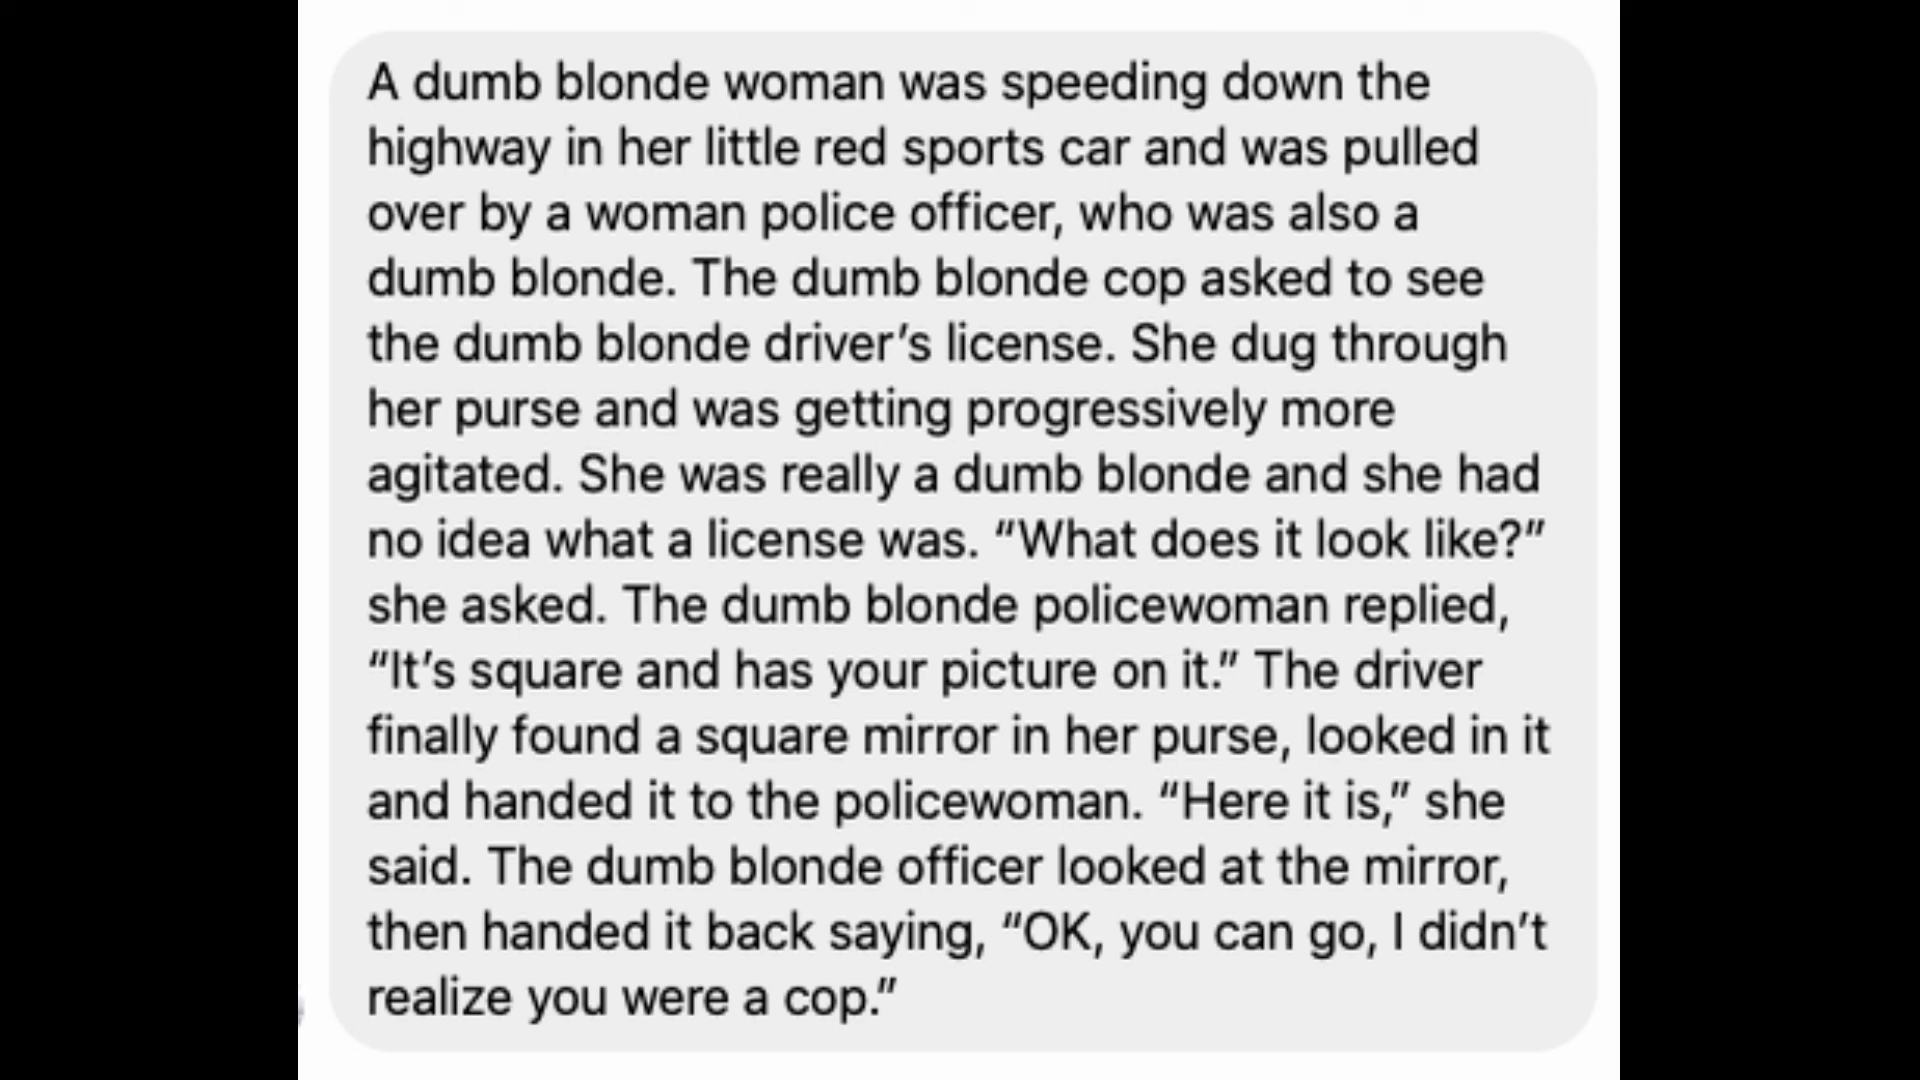 A dumb blonde woman was speeding down the
highway in her little red sports car and was pulled
over by a woman police officer, who was also a
dumb blonde. The dumb blonde cop asked to see
the dumb blonde driver’s license. She dug through
her purse and was getting progressively more
agitated. She was really a dumb blonde and she had
no idea what a license was. “What does it look like?”
she asked. The dumb blonde policewoman replied,
“It’s square and has your picture on it.” The driver
finally found a square mirror in her purse, looked in it
and handed it to the policewoman. “Here it is,” she
said. The dumb blonde officer looked at the mirror,
then handed it back saying, “OK, you can go, I didn’t
realize you were a cop.”